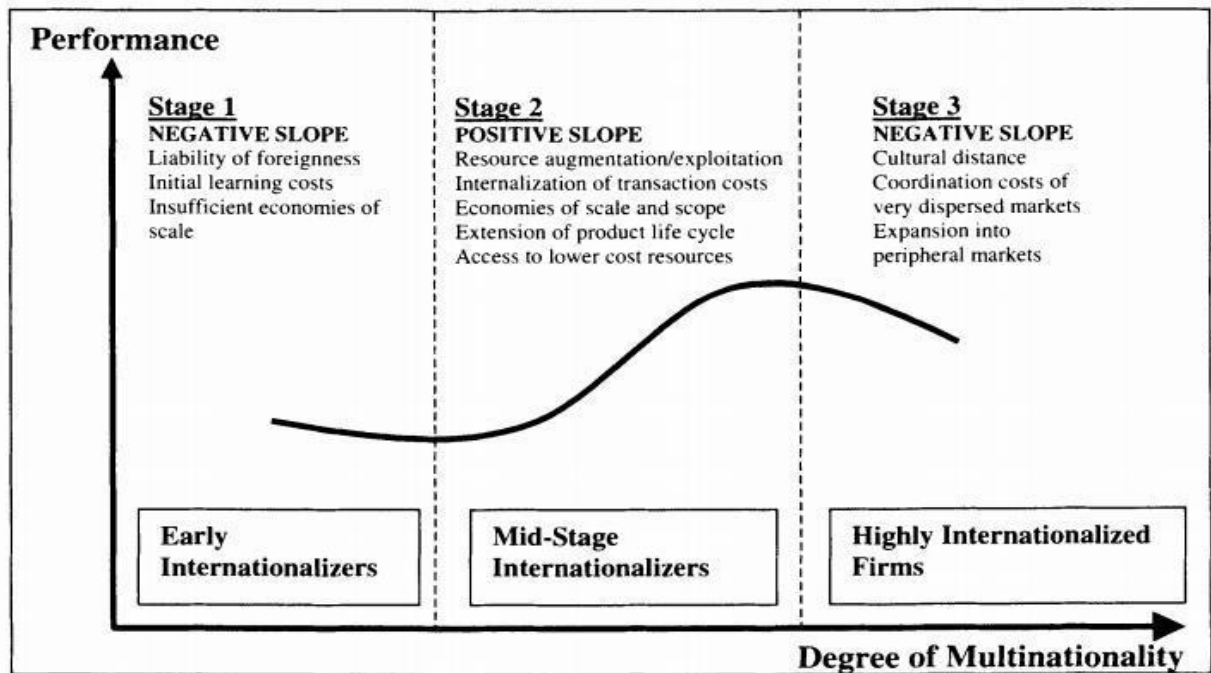 Performance
Stage 1
NEGATIVE SLOPE
Liability of foreignness
Initial learning costs
Insufficient economies of
scale
Stage 2
POSITIVE SLOPE
Resource augmentation/exploitation
Internalization of transaction costs
Economies of scale and scope
Extension of product life cycle
Access to lower cost resources
Stage 3
NEGATIVE SLOPE
Cultural distance
Coordination costs of
very dispersed markets
Expansion into
peripheral markets
Early
Internationalizers
Mid-Stage
Internationalizers
Highly Internationalized
Firms
Degree of Multinationality